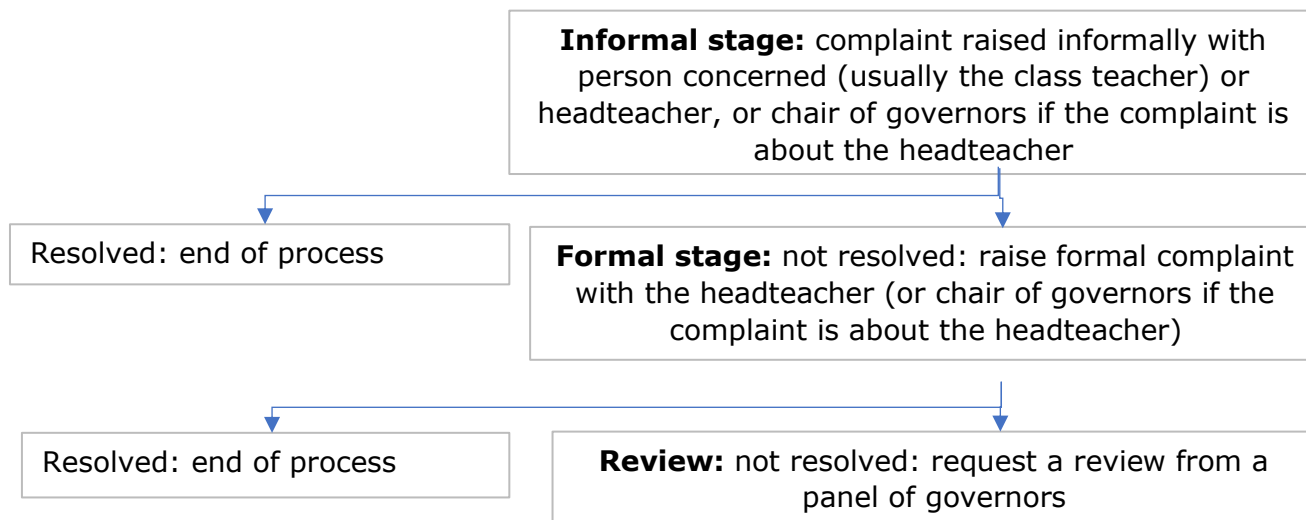 Informal stage: complaint raised informally with
person concerned (usually the class teacher) or
headteacher, or chair of governors if the complaint is
about the headteacher
Resolved: end of process
Formal stage: not resolved: raise formal complaint
with the headteacher (or chair of governors if the
complaint is about the headteacher)
Resolved: end of process
Review: not resolved: request a review from a
panel of governors